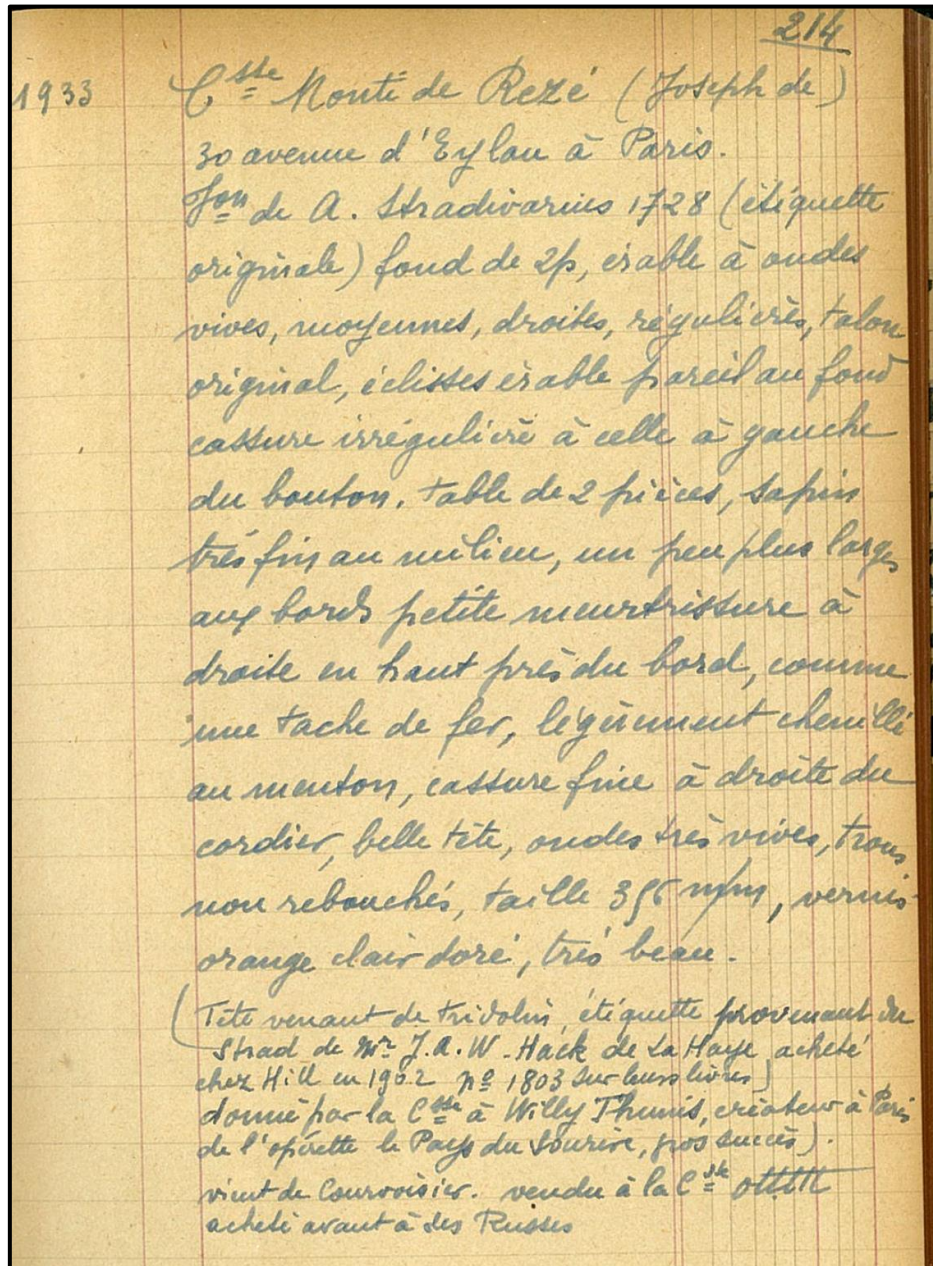 214
1933 Csse Monti de Rezé (Joseph de)
30 avenue d'Eylau à Paris.
Von de A. Stradivarius 1728 (étiquette
originale) fond de 2p, érable à ondes
vives, moyennes, droites, régulières, talon
original, éclisses érable pareil au fond
cassure irrégulière à celle à gauche
du bouton. table de 2 pièces, sapin
très fin au milieu, un peu plus large
aux bords petite meurtrissure à
droite en haut près du bord, comme
une tache de fer, légèrement chenillé
au menton, cassure fine à droite du
cordier, belle tête, ondes très vives, trous
non rebouchés, taille 356 m/m, vernis
orange clair doré, très beau.
(Tête venant de Fridolin, étiquette provenant du
Strad de Mr J.A.W. Hack de La Haye acheté
chez Hill en 1902 no 1803 sur leurs livres)
donné par la Csse à Willy Thunis, créateur à Paris
de l'opérette le Pays du Sourire, gros succès).
vient de Courvoisier. vendu à la Csse
acheté avant à des Russes